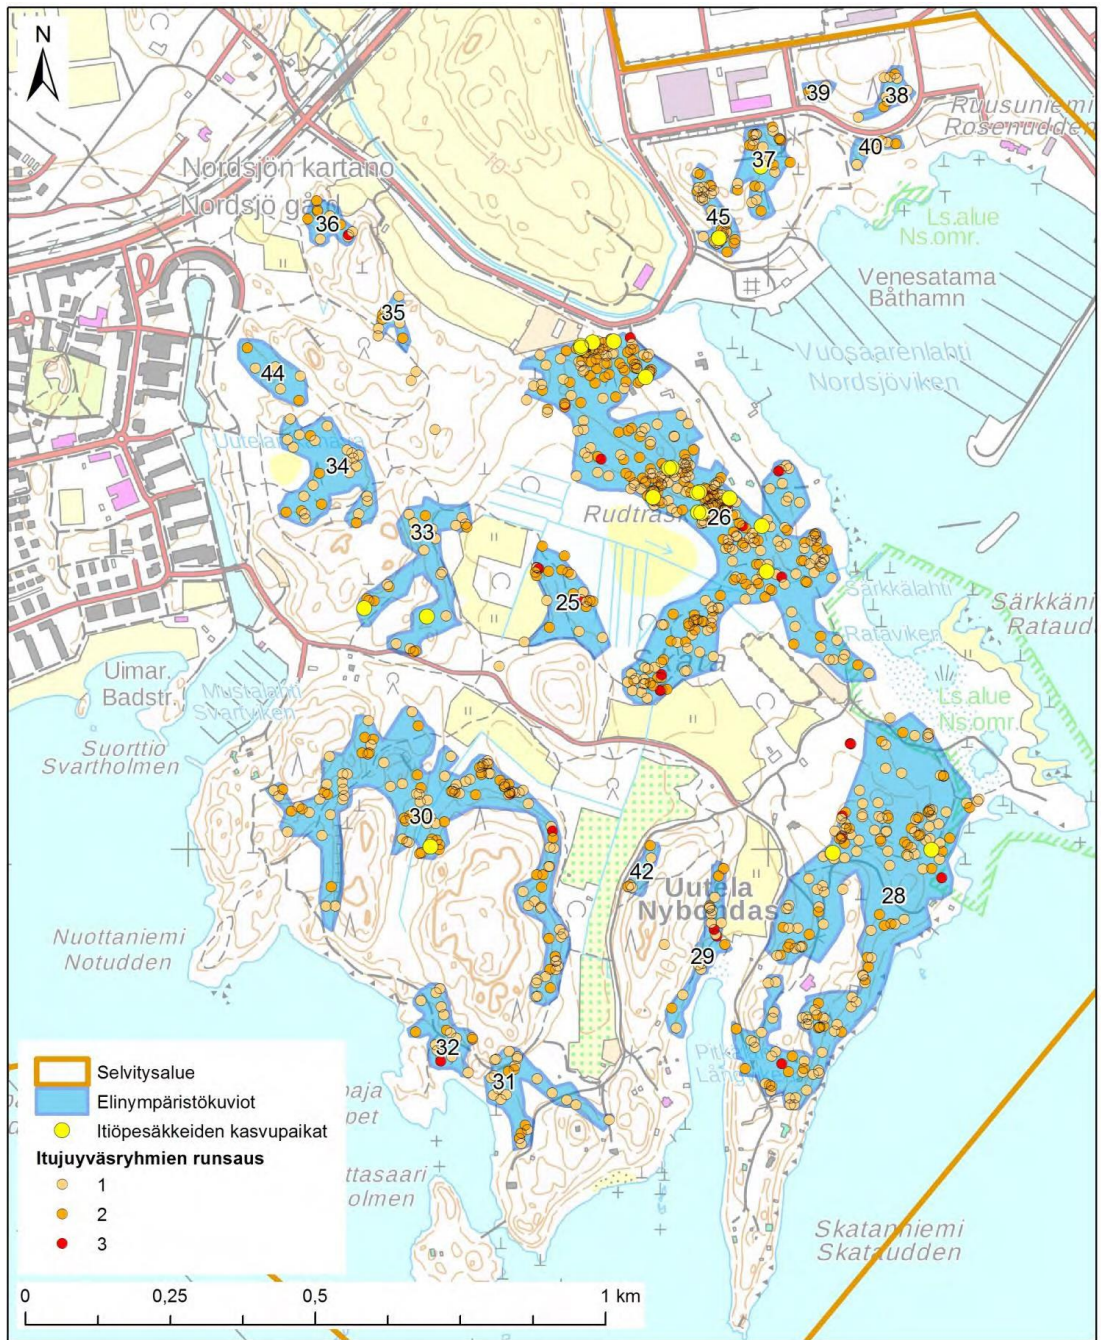 N
39
38
Ruusuniemi
Rosenudden
40
37
Nordsjön kartano
Nordsjö gård
36
45
Ls.alue
Ns.omr.
Venesatama
Båthamn
35
Vuosaarenlahti
Nordsjöviken
44
34
26
33
25
Särkkälahti
Rataviken
Uimar.
Badstr.
Mustalahti
Svartviken
Ls.alue
Ns.omr.
Suorttio
Svartholmen
30
42
Uutela
Nybondas
28
Nuottaniemi
Notudden
29
32
31
Skatanniemi
Skataudden
Selvitysalue
Elinympäristökuviot
Itiöpesäkkeiden kasvupaikat
Itujuyväsryhmien runsaus
1
2
3
0 0,25 0,5 1 km